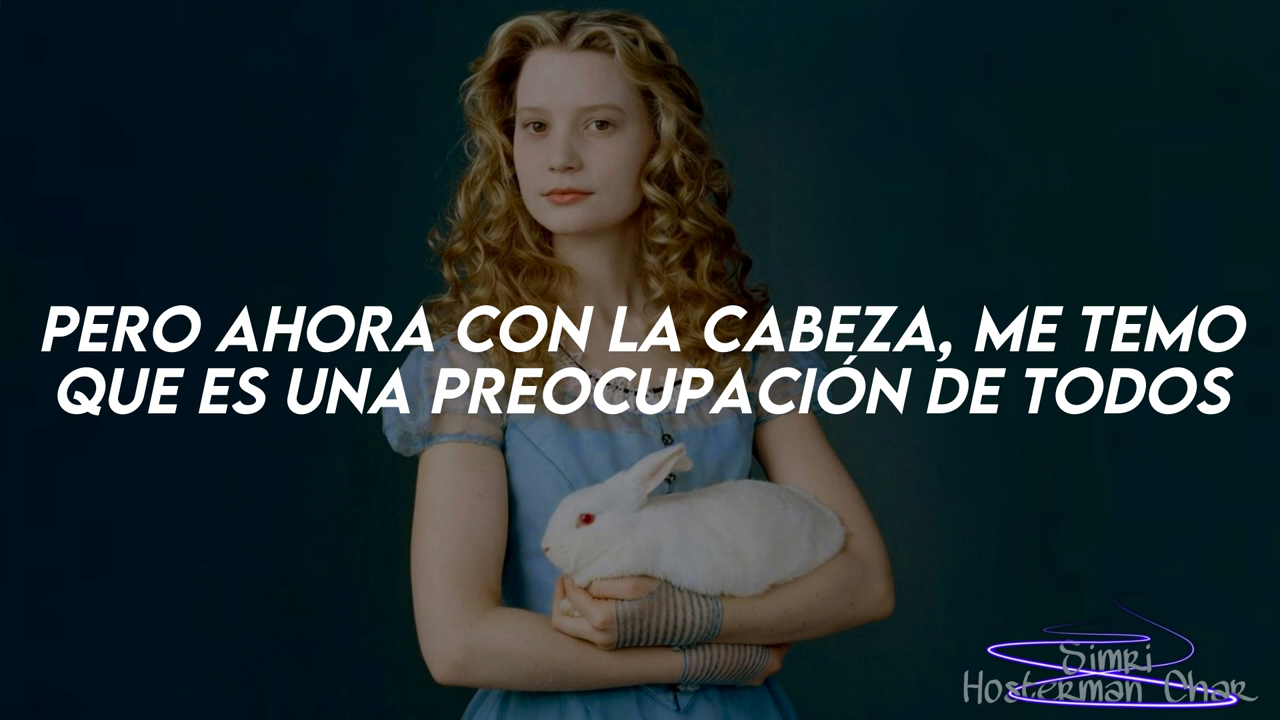 PERO AHORA CON LA CABEZA, ME TEMO
QUE ES UNA PREOCUPACIÓN DE TODOS
Simri
Hosterman Char